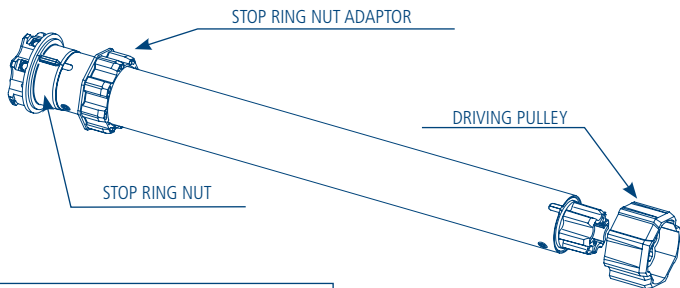 STOP RING NUT ADAPTOR
DRIVING PULLEY
STOP RING NUT